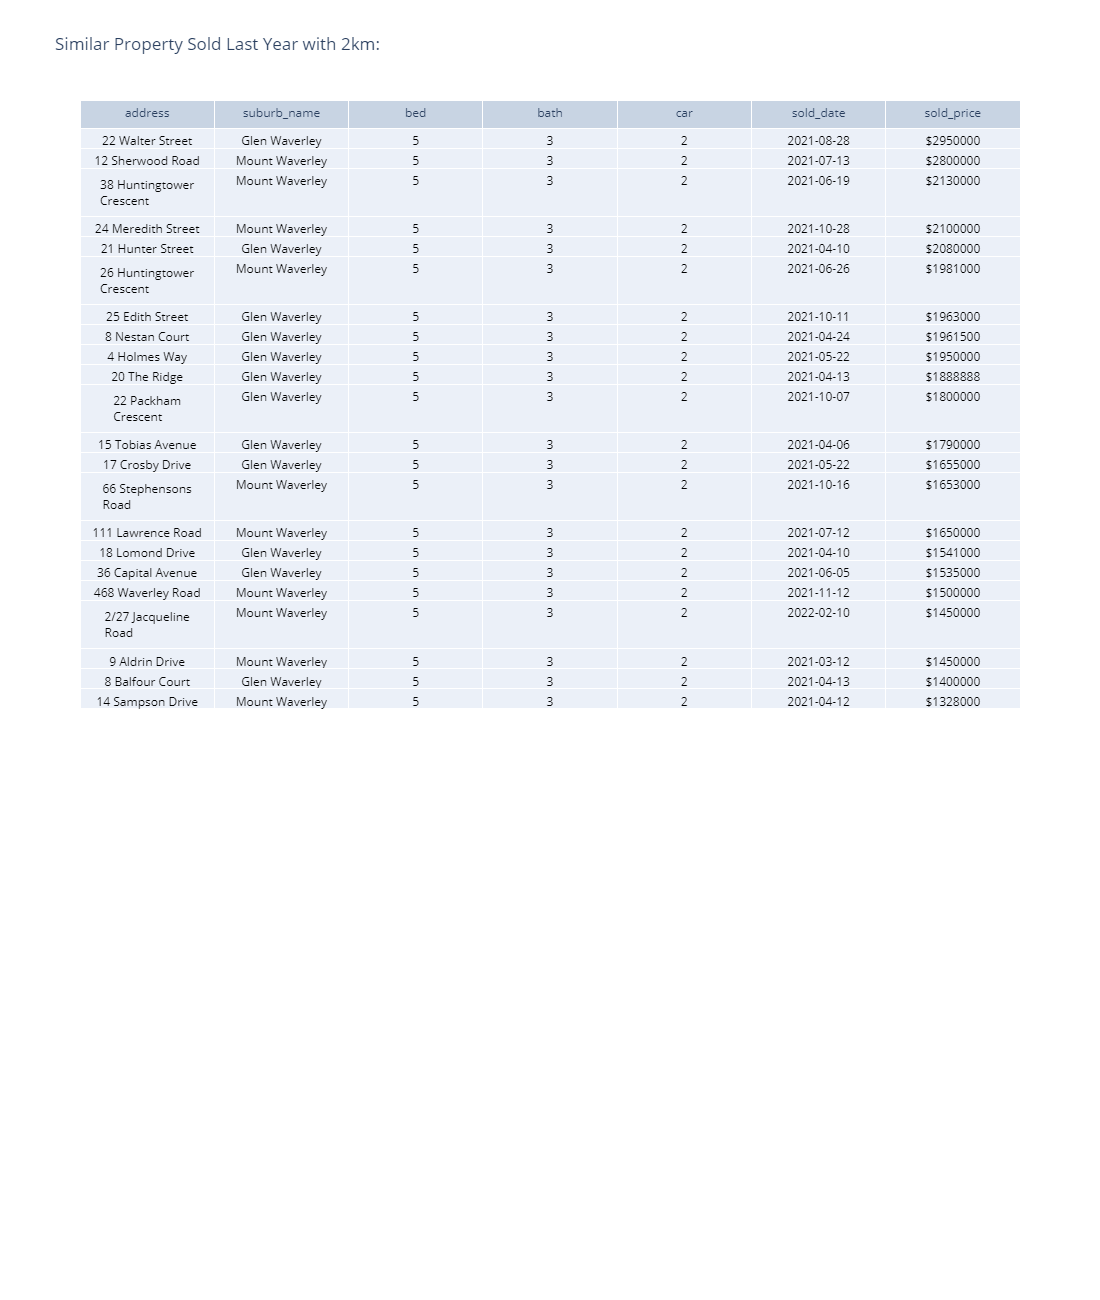 Similar Property Sold Last Year with 2km:
address suburb_name bed bath car sold_date sold_price
22 Walter Street Glen Waverley 5 3 2 2021-08-28 $2950000
12 Sherwood Road Mount Waverley 5 3 2 2021-07-13 $2800000
38 Huntingtower Mount Waverley 5 3 2 2021-06-19 $2130000
Crescent
24 Meredith Street Mount Waverley 5 3 2 2021-10-28 $2100000
21 Hunter Street Glen Waverley 5 3 2 2021-04-10 $2080000
26 Huntingtower Mount Waverley 5 3 2 2021-06-26 $1981000
Crescent
25 Edith Street Glen Waverley 5 3 2 2021-10-11 $1963000
8 Nestan Court Glen Waverley 5 3 2 2021-04-24 $1961500
4 Holmes Way Glen Waverley 5 3 2 2021-05-22 $1950000
20 The Ridge Glen Waverley 5 3 2 2021-04-13 $1888888
22 Packham Glen Waverley 5 3 2 2021-10-07 $1800000
Crescent
15 Tobias Avenue Glen Waverley 5 3 2 2021-04-06 $1790000
17 Crosby Drive Glen Waverley 5 3 2 2021-05-22 $1655000
66 Stephensons Mount Waverley 5 3 2 2021-10-16 $1653000
Road
111 Lawrence Road Mount Waverley 5 3 2 2021-07-12 $1650000
18 Lomond Drive Glen Waverley 5 3 2 2021-04-10 $1541000
36 Capital Avenue Glen Waverley 5 3 2 2021-06-05 $1535000
468 Waverley Road Mount Waverley 5 3 2 2021-11-12 $1500000
2/27 Jacqueline Mount Waverley 5 3 2 2022-02-10 $1450000
Road
9 Aldrin Drive Mount Waverley 5 3 2 2021-03-12 $1450000
8 Balfour Court Glen Waverley 5 3 2 2021-04-13 $1400000
14 Sampson Drive Mount Waverley 5 3 2 2021-04-12 $1328000